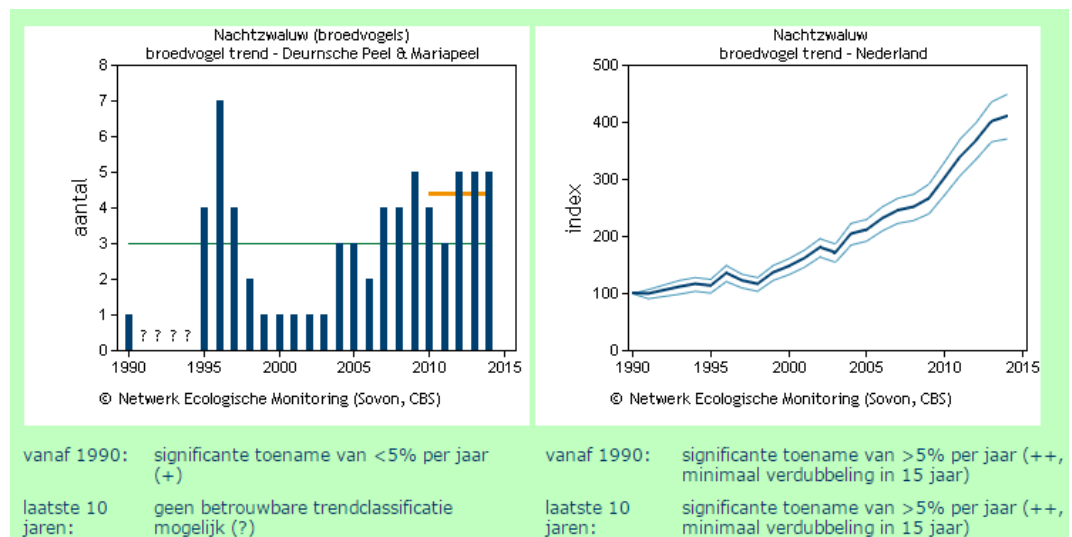 Nachtzwaluw (broedvogels)
broedvogel trend - Deurnsche Peel & Mariapeel
8
7
6
5
4
3
2
1
0
aantal
? ? ? ?
1990 1995 2000 2005 2010 2015
© Netwerk Ecologische Monitoring (Sovon, CBS)
Nachtzwaluw
broedvogel trend - Nederland
500
400
300
200
100
0
index
1990 1995 2000 2005 2010 2015
© Netwerk Ecologische Monitoring (Sovon, CBS)
vanaf 1990: significante toename van <5% per jaar
(+)
laatste 10 geen betrouwbare trendclassificatie
jaren: mogelijk (?)
vanaf 1990: significante toename van >5% per jaar (++,
minimaal verdubbeling in 15 jaar)
laatste 10 significante toename van >5% per jaar (++,
jaren: minimaal verdubbeling in 15 jaar)